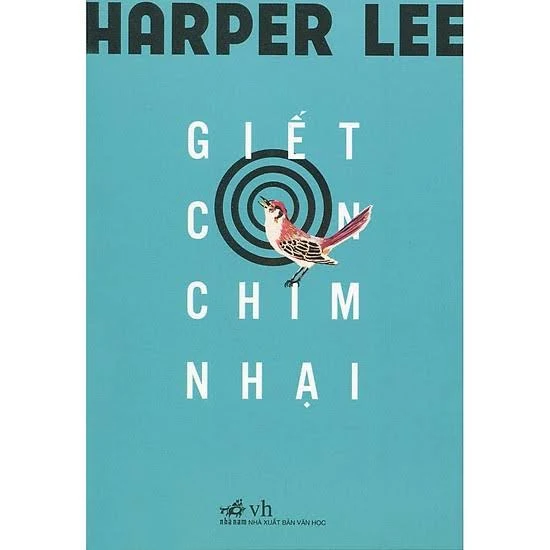 HARPER LEE
GIẾT
CON
CHIM
NHẠI
vh
nhã nam NHÀ XUẤT BẢN VĂN HỌC